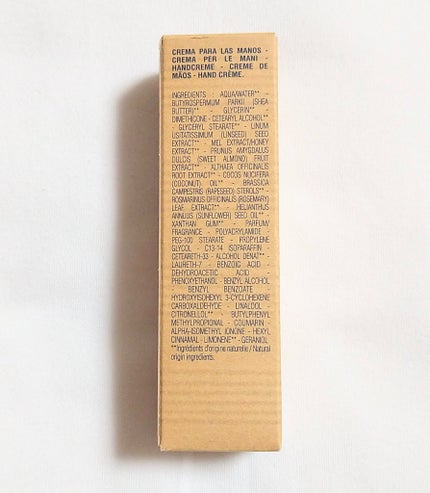 CREMA PARA LAS MANOS -
CREMA PER LE MANI -
HANDCREME - CREME DE
MÃOS - HAND CRÈME.
INGREDIENTS : AQUA/WATER** -
BUTYROSPERMUM PARKII (SHEA
BUTTER)** - GLYCERIN** -
DIMETHICONE - CETEARYL ALCOHOL**
- GLYCERYL STEARATE** - LINUM
USITATISSIMUM (LINSEED) SEED
EXTRACT** - MEL EXTRACT/HONEY
EXTRACT** - PRUNUS AMYGDALUS
DULCIS (SWEET ALMOND) FRUIT
EXTRACT** - ALTHAEA OFFICINALIS
ROOT EXTRACT** - COCOS NUCIFERA
(COCONUT) OIL** - BRASSICA
CAMPESTRIS (RAPESEED) STEROLS** -
ROSMARINUS OFFICINALIS (ROSEMARY)
LEAF EXTRACT** - HELIANTHUS
ANNUUS (SUNFLOWER) SEED OIL** -
XANTHAN GUM** - PARFUM/
FRAGRANCE - POLYACRYLAMIDE -
PEG-100 STEARATE - PROPYLENE
GLYCOL - C13-14 ISOPARAFFIN -
CETEARETH-33 - ALCOHOL DENAT** -
LAURETH-7 - BENZOIC ACID -
DEHYDROACETIC ACID -
PHENOXYETHANOL - BENZYL ALCOHOL
- BENZYL BENZOATE -
HYDROXYISOHEXYL 3-CYCLOHEXENE
CARBOXALDEHYDE - LINALOOL -
CITRONELLOL** - BUTYLPHENYL
METHYLPROPIONAL - COUMARIN -
ALPHA-ISOMETHYL IONONE - HEXYL
CINNAMAL - LIMONENE** - GERANIOL
**Ingrédients d'origine naturelle / Natural
origin ingredients.